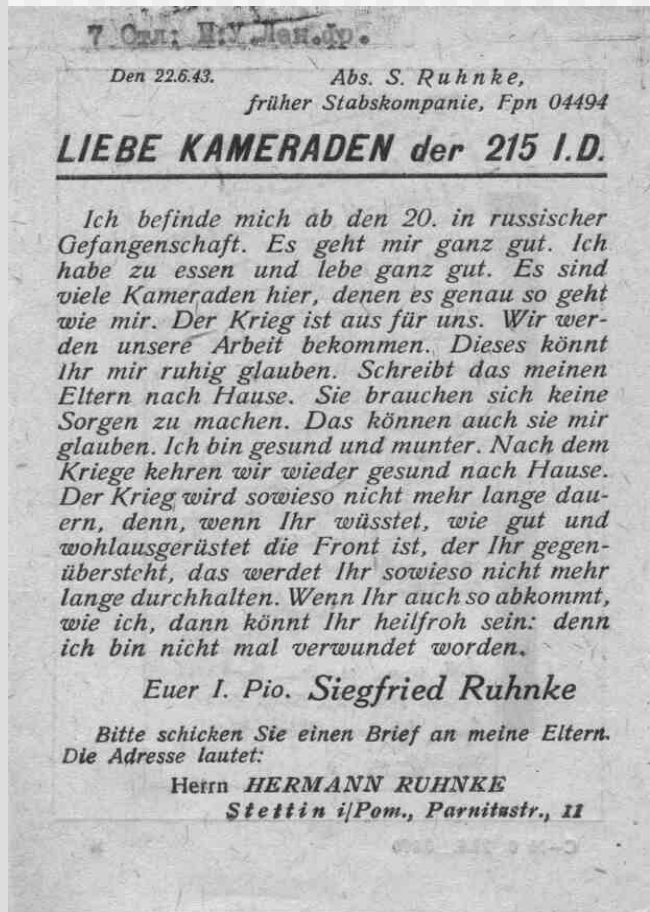 7 Отд: П.У.Лен.фр.
Den 22.6.43. Abs. S. Ruhnke,
früher Stabskompanie, Fpn 04494
LIEBE KAMERADEN der 215 I.D.
Ich befinde mich ab den 20. in russischer
Gefangenschaft. Es geht mir ganz gut. Ich
habe zu essen und lebe ganz gut. Es sind
viele Kameraden hier, denen es genau so geht
wie mir. Der Krieg ist aus für uns. Wir wer-
den unsere Arbeit bekommen. Dieses könnt
Ihr mir ruhig glauben. Schreibt das meinen
Eltern nach Hause. Sie brauchen sich keine
Sorgen zu machen. Das können auch sie mir
glauben. Ich bin gesund und munter. Nach dem
Kriege kehren wir wieder gesund nach Hause.
Der Krieg wird sowieso nicht mehr lange dau-
ern, denn, wenn Ihr wüsstet, wie gut und
wohlausgerüstet die Front ist, der Ihr gegen-
übersteht, das werdet Ihr sowieso nicht mehr
lange durchhalten. Wenn Ihr auch so abkommt,
wie ich, dann könnt Ihr heilfroh sein: denn
ich bin nicht mal verwundet worden.
Euer I. Pio. Siegfried Ruhnke
Bitte schicken Sie einen Brief an meine Eltern.
Die Adresse lautet:
Herrn HERMANN RUHNKE
Stettin i/Pom., Parnitastr., 11